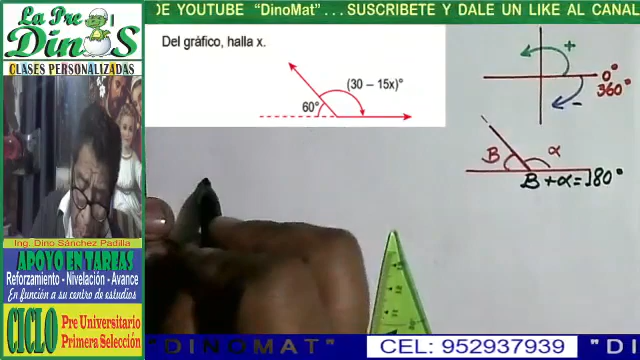 DE YOUTUBE "DinoMat"...SUSCRIBETE Y DALE UN LIKE AL CANAL
La Pre
DinoS
CLASES PERSONALIZADAS
Del gráfico, halla x.
(30 – 15x)°
60°
+
0°
360°
-
B
α
B + α = 180°
Ing. Dino Sánchez Padilla
APOYO EN TAREAS
Reforzamiento - Nivelación - Avance
En función a su centro de estudios
CICLO
Pre Universitario
Primera Selección
"DINOMAT"
CEL: 952937939
"DI